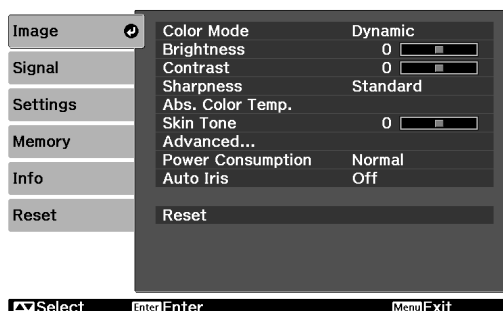 Image
Signal
Settings
Memory
Info
Reset
Color Mode Dynamic
Brightness 0
Contrast 0
Sharpness Standard
Abs. Color Temp.
Skin Tone 0
Advanced...
Power Consumption Normal
Auto Iris Off
Reset
Select Enter Enter Menu Exit